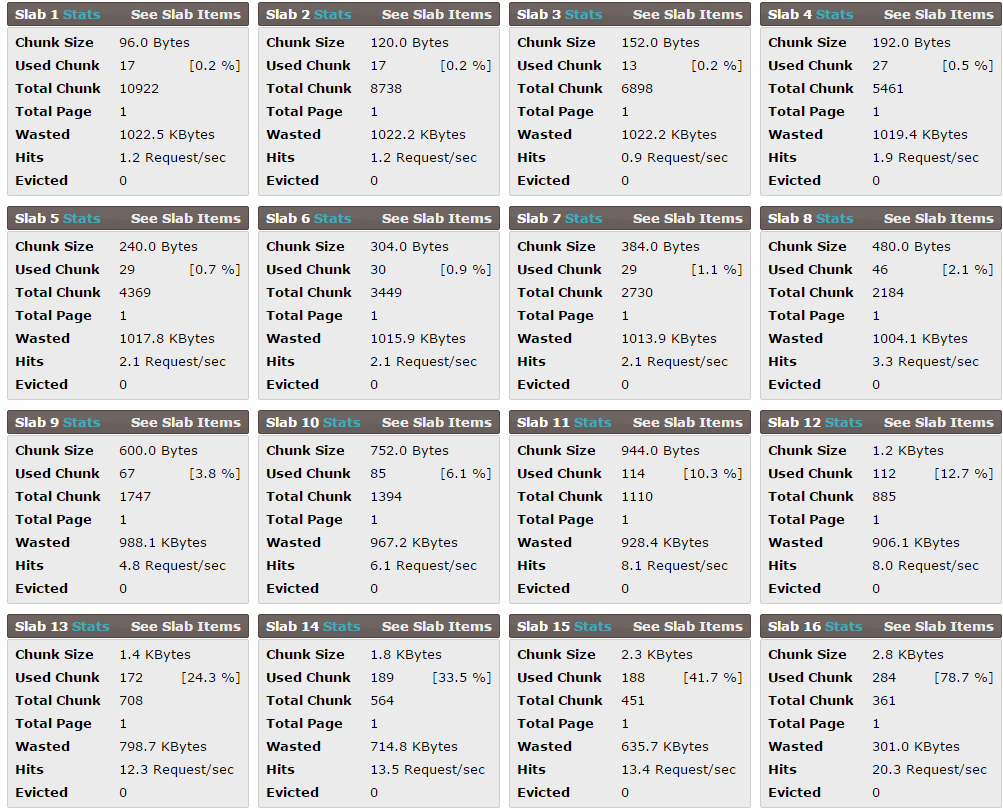 Slab 1 Stats See Slab Items
Chunk Size 96.0 Bytes
Used Chunk 17 [0.2 %]
Total Chunk 10922
Total Page 1
Wasted 1022.5 KBytes
Hits 1.2 Request/sec
Evicted 0
Slab 2 Stats See Slab Items
Chunk Size 120.0 Bytes
Used Chunk 17 [0.2 %]
Total Chunk 8738
Total Page 1
Wasted 1022.2 KBytes
Hits 1.2 Request/sec
Evicted 0
Slab 3 Stats See Slab Items
Chunk Size 152.0 Bytes
Used Chunk 13 [0.2 %]
Total Chunk 6898
Total Page 1
Wasted 1022.2 KBytes
Hits 0.9 Request/sec
Evicted 0
Slab 4 Stats See Slab Items
Chunk Size 192.0 Bytes
Used Chunk 27 [0.5 %]
Total Chunk 5461
Total Page 1
Wasted 1019.4 KBytes
Hits 1.9 Request/sec
Evicted 0
Slab 5 Stats See Slab Items
Chunk Size 240.0 Bytes
Used Chunk 29 [0.7 %]
Total Chunk 4369
Total Page 1
Wasted 1017.8 KBytes
Hits 2.1 Request/sec
Evicted 0
Slab 6 Stats See Slab Items
Chunk Size 304.0 Bytes
Used Chunk 30 [0.9 %]
Total Chunk 3449
Total Page 1
Wasted 1015.9 KBytes
Hits 2.1 Request/sec
Evicted 0
Slab 7 Stats See Slab Items
Chunk Size 384.0 Bytes
Used Chunk 29 [1.1 %]
Total Chunk 2730
Total Page 1
Wasted 1013.9 KBytes
Hits 2.1 Request/sec
Evicted 0
Slab 8 Stats See Slab Items
Chunk Size 480.0 Bytes
Used Chunk 46 [2.1 %]
Total Chunk 2184
Total Page 1
Wasted 1004.1 KBytes
Hits 3.3 Request/sec
Evicted 0
Slab 9 Stats See Slab Items
Chunk Size 600.0 Bytes
Used Chunk 67 [3.8 %]
Total Chunk 1747
Total Page 1
Wasted 988.1 KBytes
Hits 4.8 Request/sec
Evicted 0
Slab 10 Stats See Slab Items
Chunk Size 752.0 Bytes
Used Chunk 85 [6.1 %]
Total Chunk 1394
Total Page 1
Wasted 967.2 KBytes
Hits 6.1 Request/sec
Evicted 0
Slab 11 Stats See Slab Items
Chunk Size 944.0 Bytes
Used Chunk 114 [10.3 %]
Total Chunk 1110
Total Page 1
Wasted 928.4 KBytes
Hits 8.1 Request/sec
Evicted 0
Slab 12 Stats See Slab Items
Chunk Size 1.2 KBytes
Used Chunk 112 [12.7 %]
Total Chunk 885
Total Page 1
Wasted 906.1 KBytes
Hits 8.0 Request/sec
Evicted 0
Slab 13 Stats See Slab Items
Chunk Size 1.4 KBytes
Used Chunk 172 [24.3 %]
Total Chunk 708
Total Page 1
Wasted 798.7 KBytes
Hits 12.3 Request/sec
Evicted 0
Slab 14 Stats See Slab Items
Chunk Size 1.8 KBytes
Used Chunk 189 [33.5 %]
Total Chunk 564
Total Page 1
Wasted 714.8 KBytes
Hits 13.5 Request/sec
Evicted 0
Slab 15 Stats See Slab Items
Chunk Size 2.3 KBytes
Used Chunk 188 [41.7 %]
Total Chunk 451
Total Page 1
Wasted 635.7 KBytes
Hits 13.4 Request/sec
Evicted 0
Slab 16 Stats See Slab Items
Chunk Size 2.8 KBytes
Used Chunk 284 [78.7 %]
Total Chunk 361
Total Page 1
Wasted 301.0 KBytes
Hits 20.3 Request/sec
Evicted 0